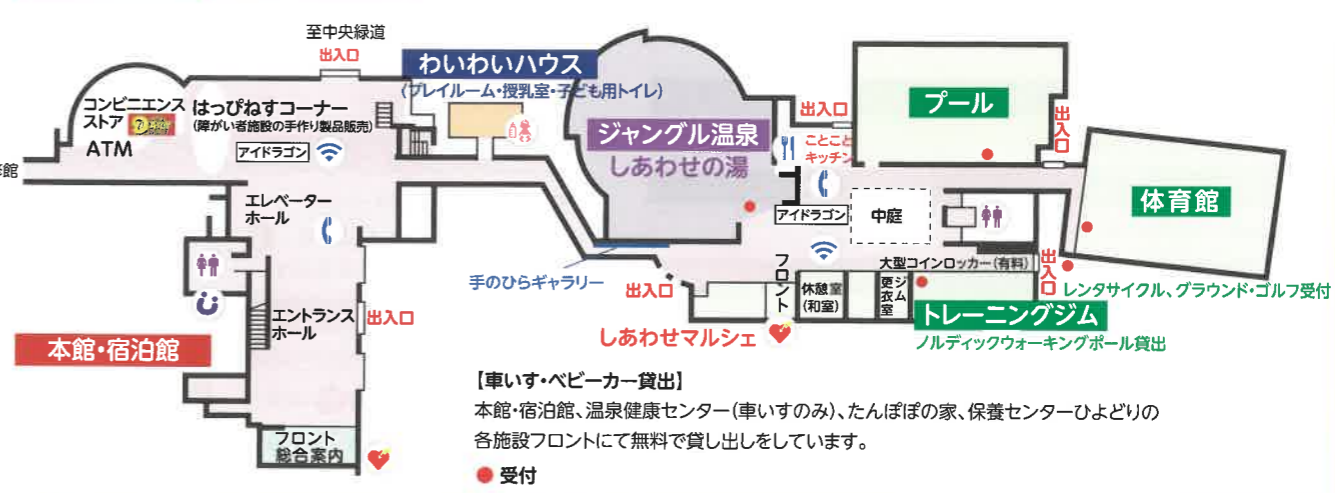 至中央緑道
出入口
わいわいハウス
(プレイルーム・授乳室・子ども用トイレ)
コンビニエンス
ストア
ATM
はっぴねすコーナー
(障がい者施設の手作り製品販売)
アイドラゴン
館
エレベーター
ホール
エントランス
ホール
出入口
本館・宿泊館
フロント
総合案内
手のひらギャラリー
ジャングル温泉
しあわせの湯
出入口
ことこと
キッチン
プール
出入口
体育館
アイドラゴン
中庭
大型コインロッカー(有料)
出入口
フロント
休憩室
(和室)
ジム
更衣室
出入口
レンタサイクル、グラウンド・ゴルフ受付
トレーニングジム
ノルディックウォーキングポール貸出
しあわせマルシェ
【車いす・ベビーカー貸出】
本館・宿泊館、温泉健康センター(車いすのみ)、たんぽぽの家、保養センターひよどりの
各施設フロントにて無料で貸し出しをしています。
受付